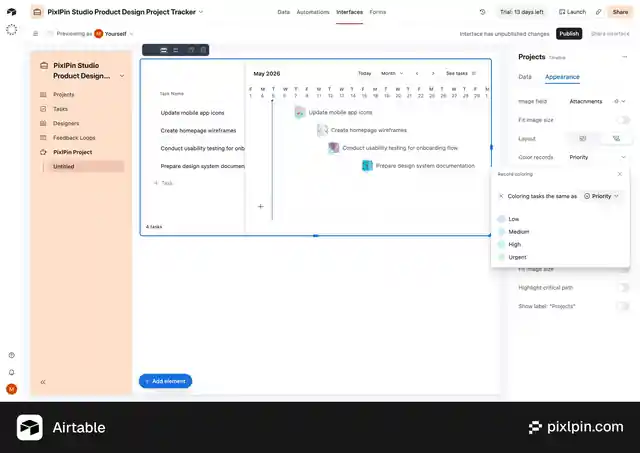 PixlPin Studio Product Design Project Tracker
Data Automations Interfaces Forms
Trial: 13 days left Launch Share
Previewing as M Yourself
Interface has unpublished changes Publish Share interface
PixlPin Studio
Product Design...
Projects
Tasks
Designers
Feedback Loops
PixlPin Project
Untitled
May 2026 Today Month See tasks
Task Name
Update mobile app icons
Create homepage wireframes
Conduct usability testing for onb
Prepare design system documen
+ Task
4 tasks
Update mobile app icons
Create homepage wireframes
Conduct usability testing for onboarding flow
Prepare design system documentation
Projects Timeline
Data Appearance
Image field Attachments
Fit image size
Layout
Color records Priority
Record coloring
Coloring tasks the same as Priority
Low
Medium
High
Urgent
Fit image size
Highlight critical path
Show label: "Projects"
+ Add element
M
Airtable
pixlpin.com